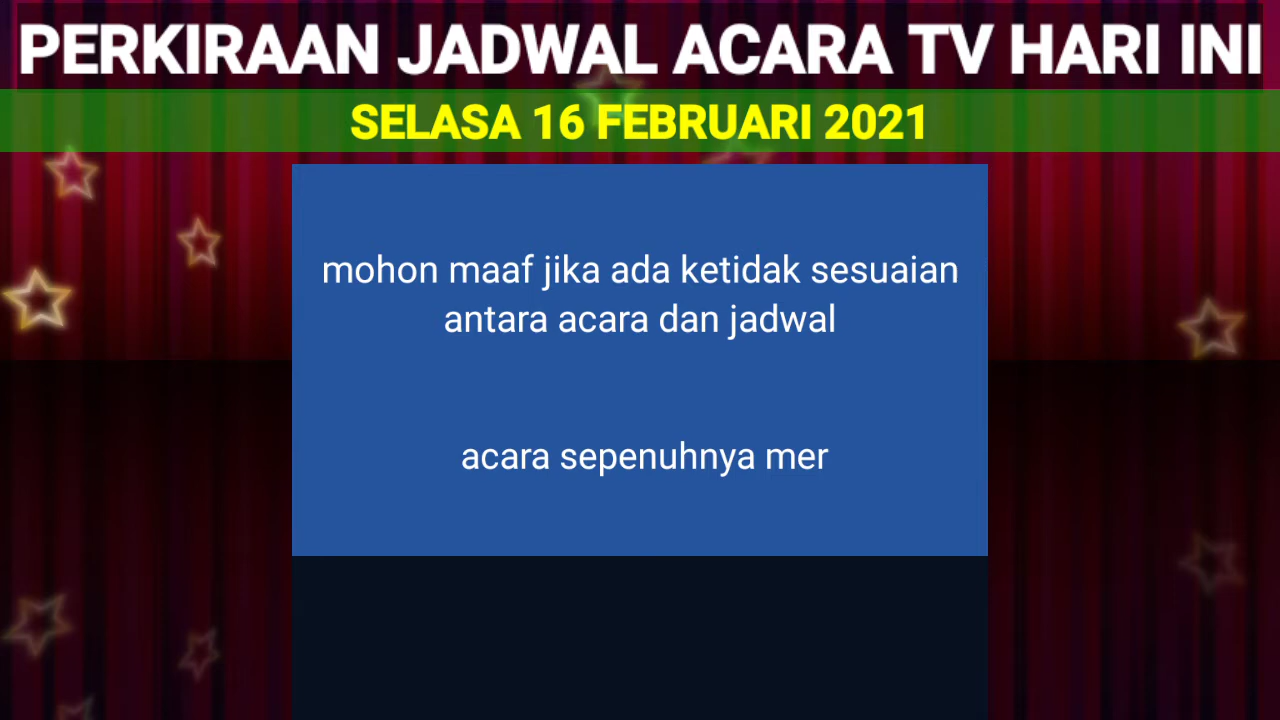 PERKIRAAN JADWAL ACARA TV HARI INI
SELASA 16 FEBRUARI 2021
mohon maaf jika ada ketidak sesuaian
antara acara dan jadwal
acara sepenuhnya mer